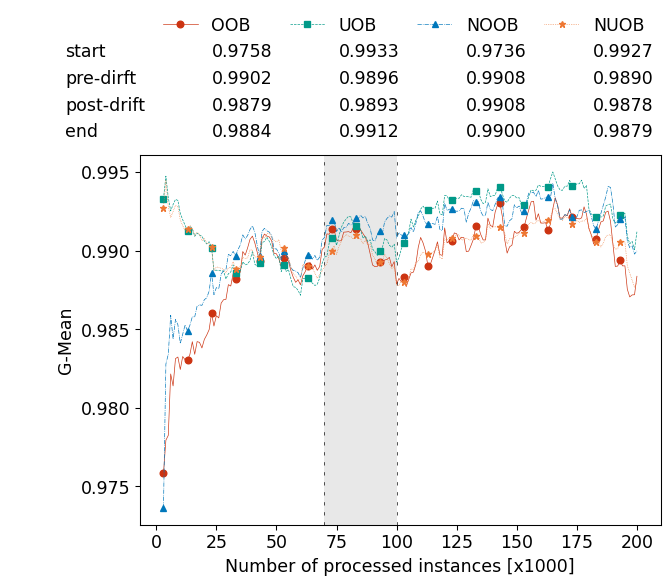 OOB UOB NOOB NUOB
start 0.9758 0.9933 0.9736 0.9927
pre-dirft 0.9902 0.9896 0.9908 0.9890
post-drift 0.9879 0.9893 0.9908 0.9878
end 0.9884 0.9912 0.9900 0.9879
0.995
0.990
0.985
0.980
0.975
G-Mean
0 25 50 75 100 125 150 175 200
Number of processed instances [x1000]